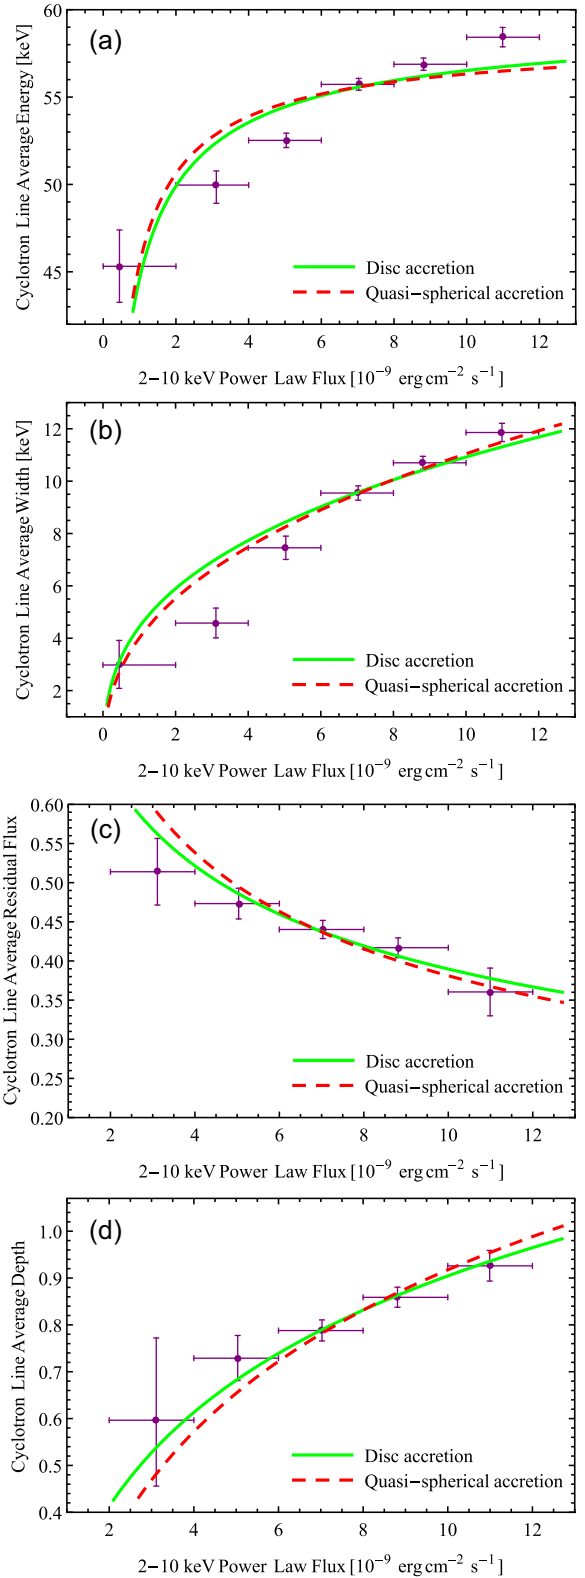 (a)
Cyclotron Line Average Energy [keV]
60
55
50
45
Disc accretion
Quasi−spherical accretion
0 2 4 6 8 10 12
2−10 keV Power Law Flux [10⁻⁹ erg cm⁻² s⁻¹]
(b)
Cyclotron Line Average Width [keV]
12
10
8
6
4
2
Disc accretion
Quasi−spherical accretion
0 2 4 6 8 10 12
2−10 keV Power Law Flux [10⁻⁹ erg cm⁻² s⁻¹]
(c)
Cyclotron Line Average Residual Flux
0.60
0.55
0.50
0.45
0.40
0.35
0.30
0.25
0.20
Disc accretion
Quasi−spherical accretion
2 4 6 8 10 12
2−10 keV Power Law Flux [10⁻⁹ erg cm⁻² s⁻¹]
(d)
Cyclotron Line Average Depth
1.0
0.9
0.8
0.7
0.6
0.5
0.4
Disc accretion
Quasi−spherical accretion
2 4 6 8 10 12
2−10 keV Power Law Flux [10⁻⁹ erg cm⁻² s⁻¹]